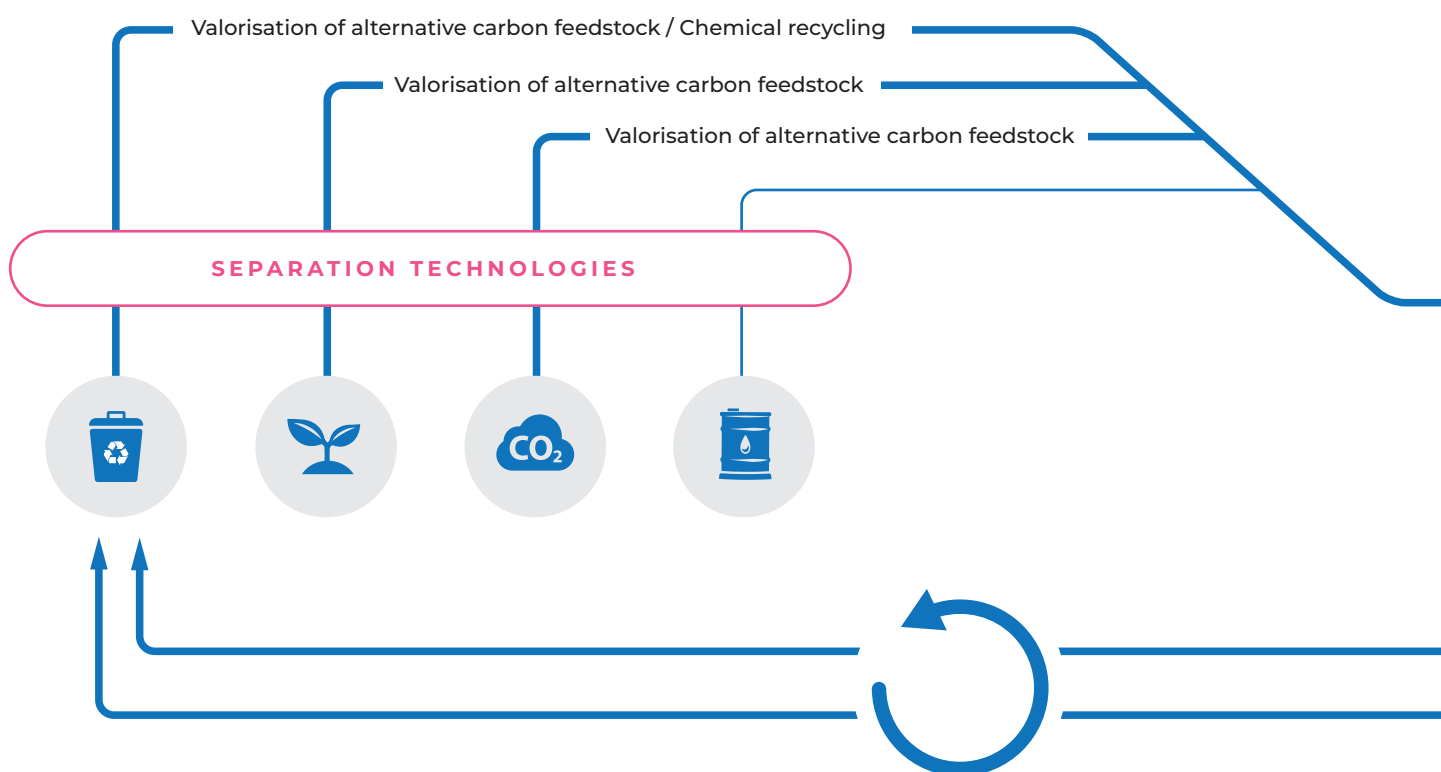 Valorisation of alternative carbon feedstock / Chemical recycling
Valorisation of alternative carbon feedstock
Valorisation of alternative carbon feedstock
SEPARATION TECHNOLOGIES
CO₂